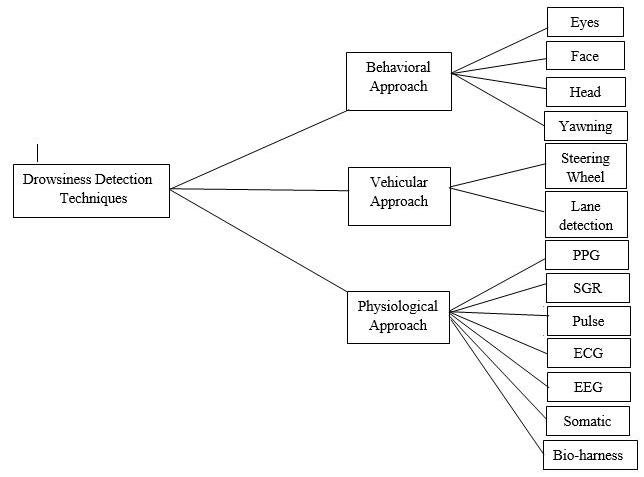 Drowsiness Detection
Techniques
Behavioral
Approach
Eyes
Face
Head
Yawning
Vehicular
Approach
Steering
Wheel
Lane
detection
Physiological
Approach
PPG
SGR
Pulse
ECG
EEG
Somatic
Bio-harness